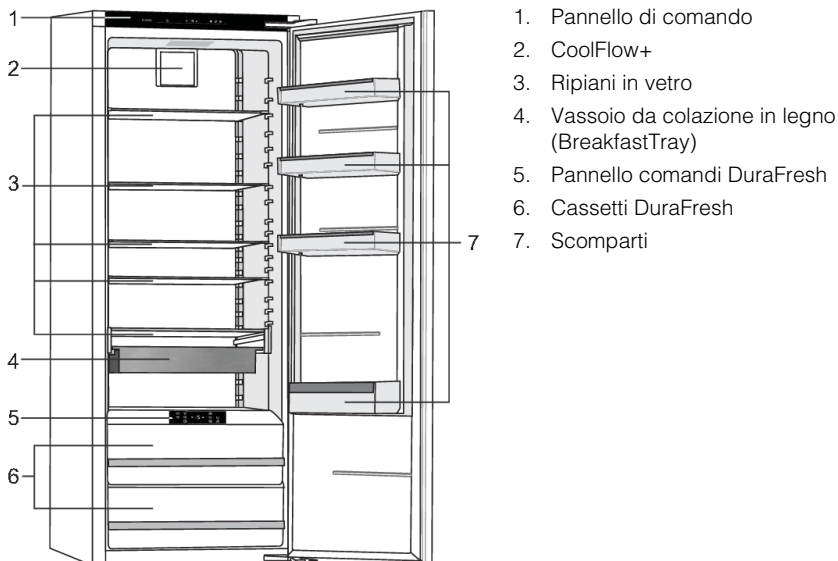 1
2
3
4
5
6
7
1. Pannello di comando
2. CoolFlow+
3. Ripiani in vetro
4. Vassoio da colazione in legno
(BreakfastTray)
5. Pannello comandi DuraFresh
6. Cassetti DuraFresh
7. Scomparti